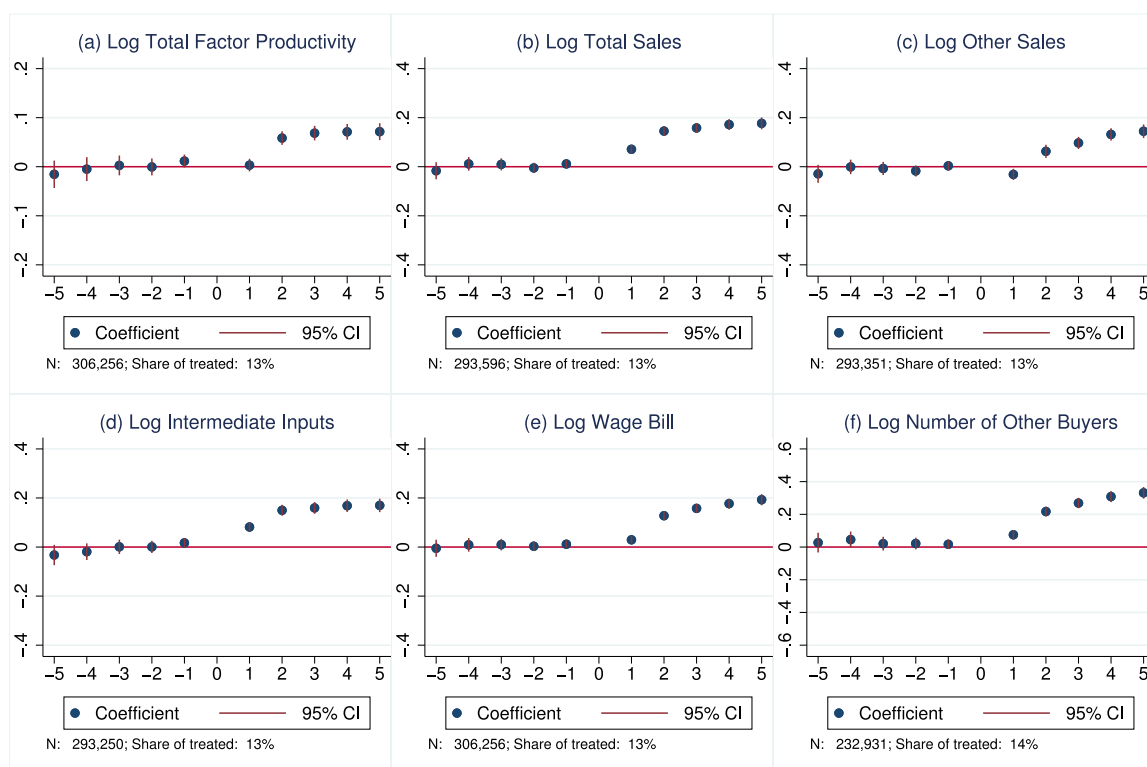 (a) Log Total Factor Productivity
.2
.1
0
-.1
-.2
-5 -4 -3 -2 -1 0 1 2 3 4 5
Coefficient 95% CI
N: 306,256; Share of treated: 13%
(b) Log Total Sales
.4
.2
0
-.2
-.4
-5 -4 -3 -2 -1 0 1 2 3 4 5
Coefficient 95% CI
N: 293,596; Share of treated: 13%
(c) Log Other Sales
.4
.2
0
-.2
-.4
-5 -4 -3 -2 -1 0 1 2 3 4 5
Coefficient 95% CI
N: 293,351; Share of treated: 13%
(d) Log Intermediate Inputs
.4
.2
0
-.2
-.4
-5 -4 -3 -2 -1 0 1 2 3 4 5
Coefficient 95% CI
N: 293,250; Share of treated: 13%
(e) Log Wage Bill
.4
.2
0
-.2
-.4
-5 -4 -3 -2 -1 0 1 2 3 4 5
Coefficient 95% CI
N: 306,256; Share of treated: 13%
(f) Log Number of Other Buyers
.6
.4
.2
0
-.2
-.4
-.6
-5 -4 -3 -2 -1 0 1 2 3 4 5
Coefficient 95% CI
N: 232,931; Share of treated: 14%